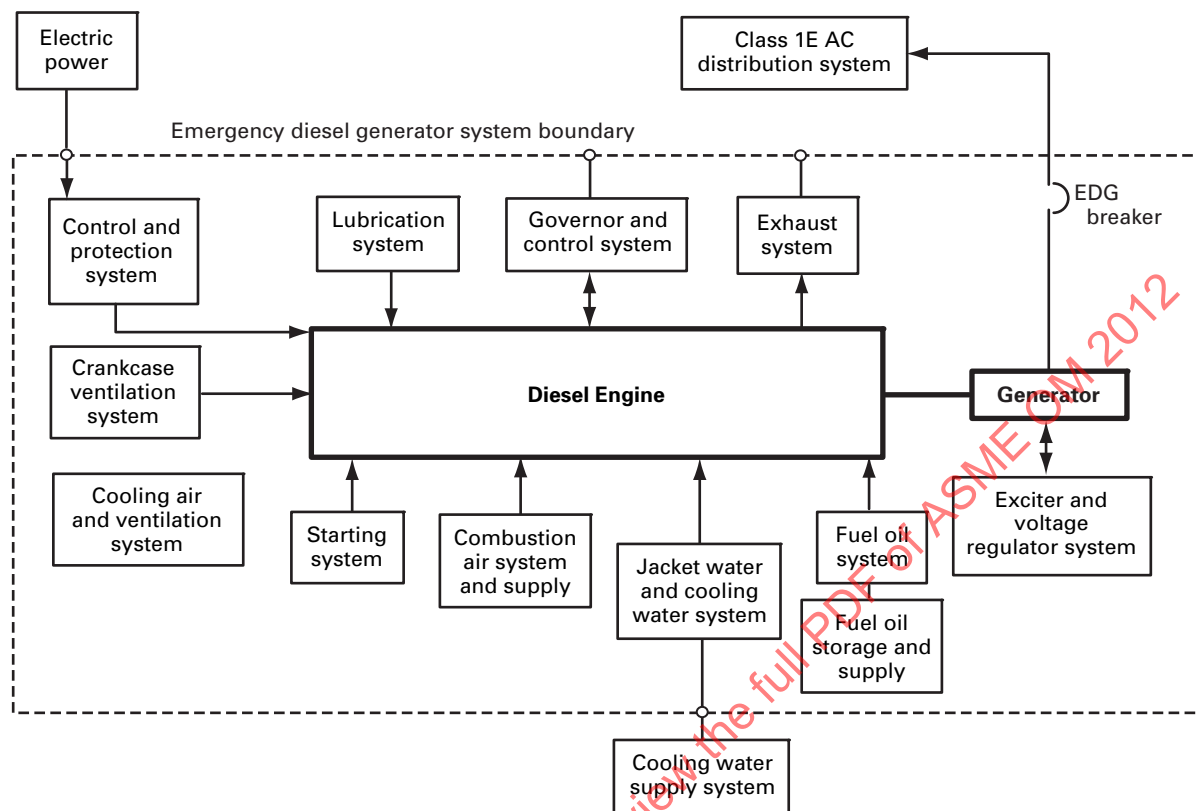 Electric
power
Class 1E AC
distribution system
Emergency diesel generator system boundary
EDG
breaker
Control and
protection
system
Lubrication
system
Governor and
control system
Exhaust
system
Crankcase
ventilation
system
Diesel Engine
Generator
Cooling air
and ventilation
system
Starting
system
Combustion
air system
and supply
Jacket water
and cooling
water system
Fuel oil
system
Fuel oil
storage and
supply
Exciter and
voltage
regulator system
Cooling water
supply system
view the full PDF of ASME OM 2012